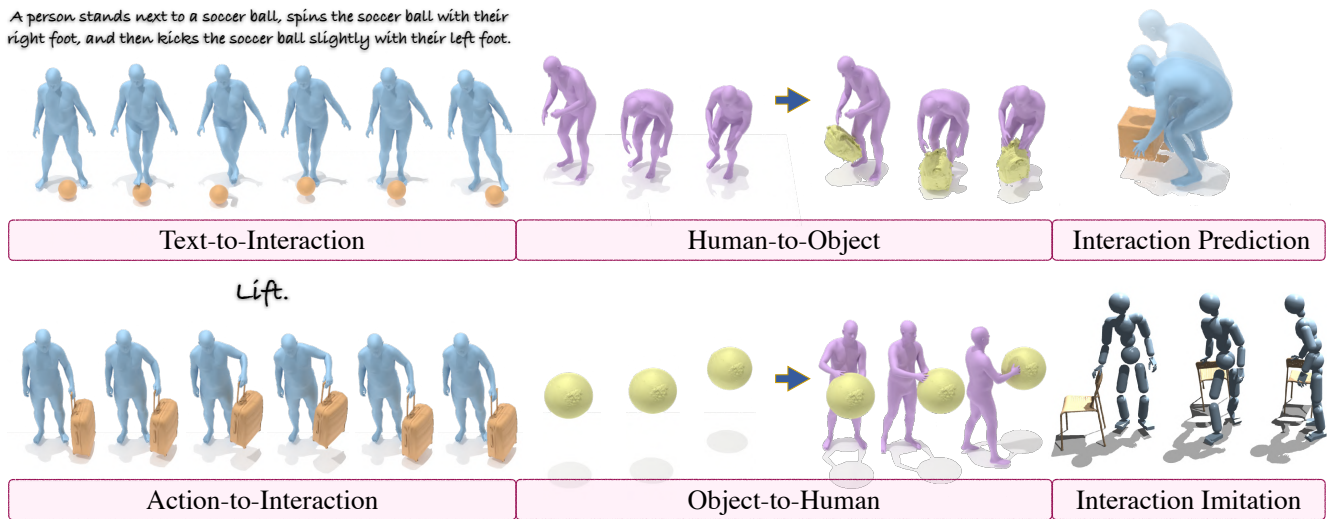 A person stands next to a soccer ball, spins the soccer ball with their
right foot, and then kicks the soccer ball slightly with their left foot.
Text-to-Interaction
Human-to-Object
Interaction Prediction
Lift.
Action-to-Interaction
Object-to-Human
Interaction Imitation